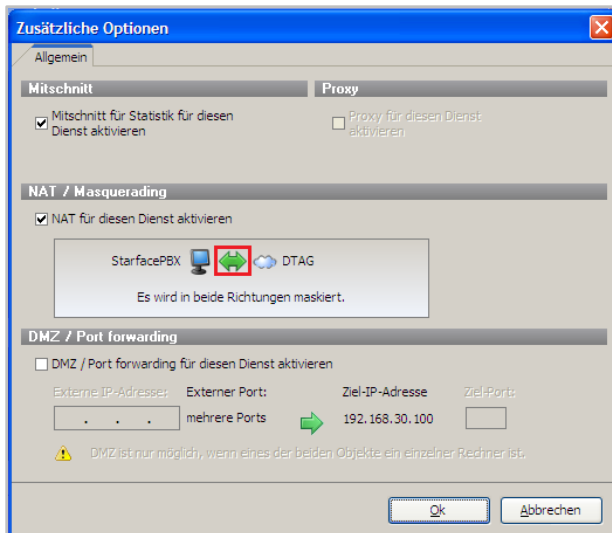 Zusätzliche Optionen
Allgemein
Mitschnitt
Proxy
Mitschnitt für Statistik für diesen
Dienst aktivieren
Proxy für diesen Dienst
aktivieren
NAT / Masquerading
NAT für diesen Dienst aktivieren
StarfacePBX
DTAG
Es wird in beide Richtungen maskiert.
DMZ / Port forwarding
DMZ / Port forwarding für diesen Dienst aktivieren
Externe IP-Adresse: Externer Port: Ziel-IP-Adresse Ziel-Port:
. . . mehrere Ports 192.168.30.100
DMZ ist nur möglich, wenn eines der beiden Objekte ein einzelner Rechner ist.
Ok Abbrechen